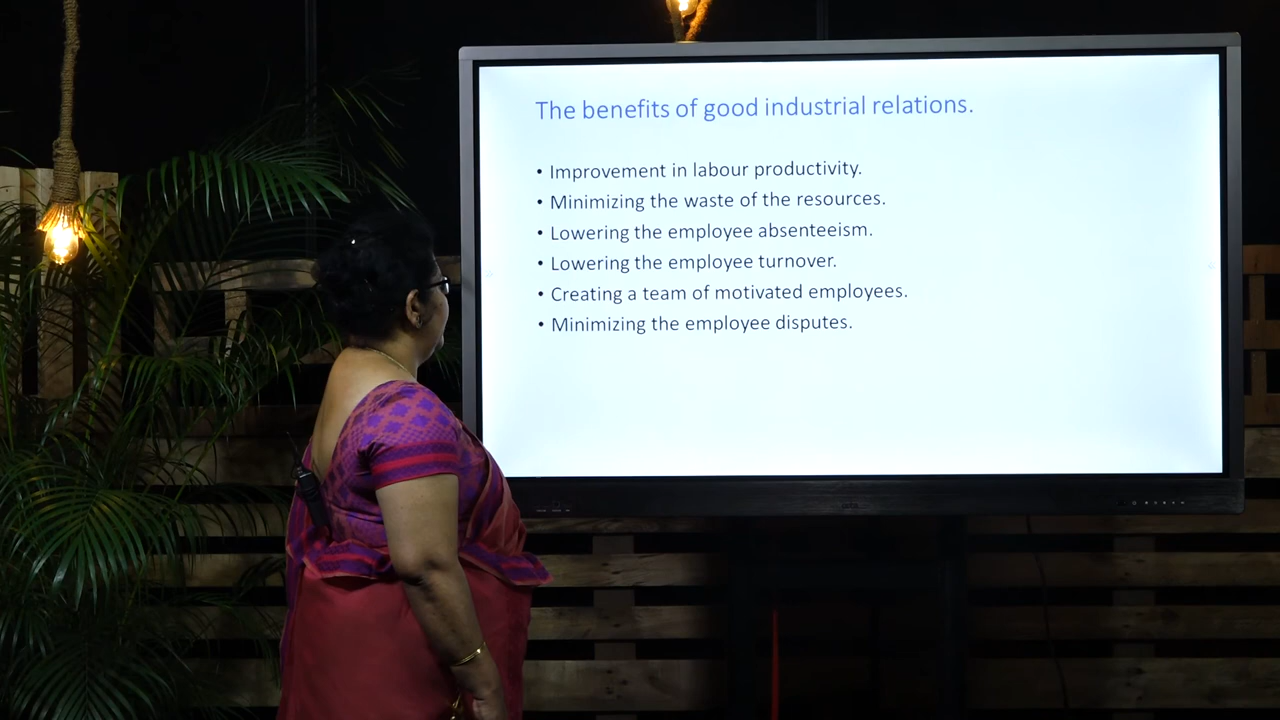 The benefits of good industrial relations.
• Improvement in labour productivity.
• Minimizing the waste of the resources.
• Lowering the employee absenteeism.
• Lowering the employee turnover.
• Creating a team of motivated employees.
• Minimizing the employee disputes.